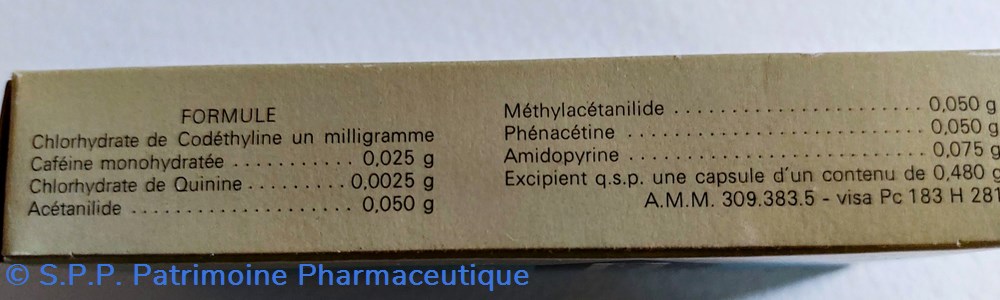 FORMULE
Chlorhydrate de Codéthyline un milligramme
Caféine monohydratée ........... 0,025 g
Chlorhydrate de Quinine ......... 0,0025 g
Acétanilide .................... 0,050 g
Méthylacétanilide ....................... 0,050 g
Phénacétine ........................... 0,050 g
Amidopyrine ........................... 0,075 g
Excipient q.s.p. une capsule d'un contenu de 0,480 g
A.M.M. 309.383.5 - visa Pc 183 H 281
© S.P.P. Patrimoine Pharmaceutique